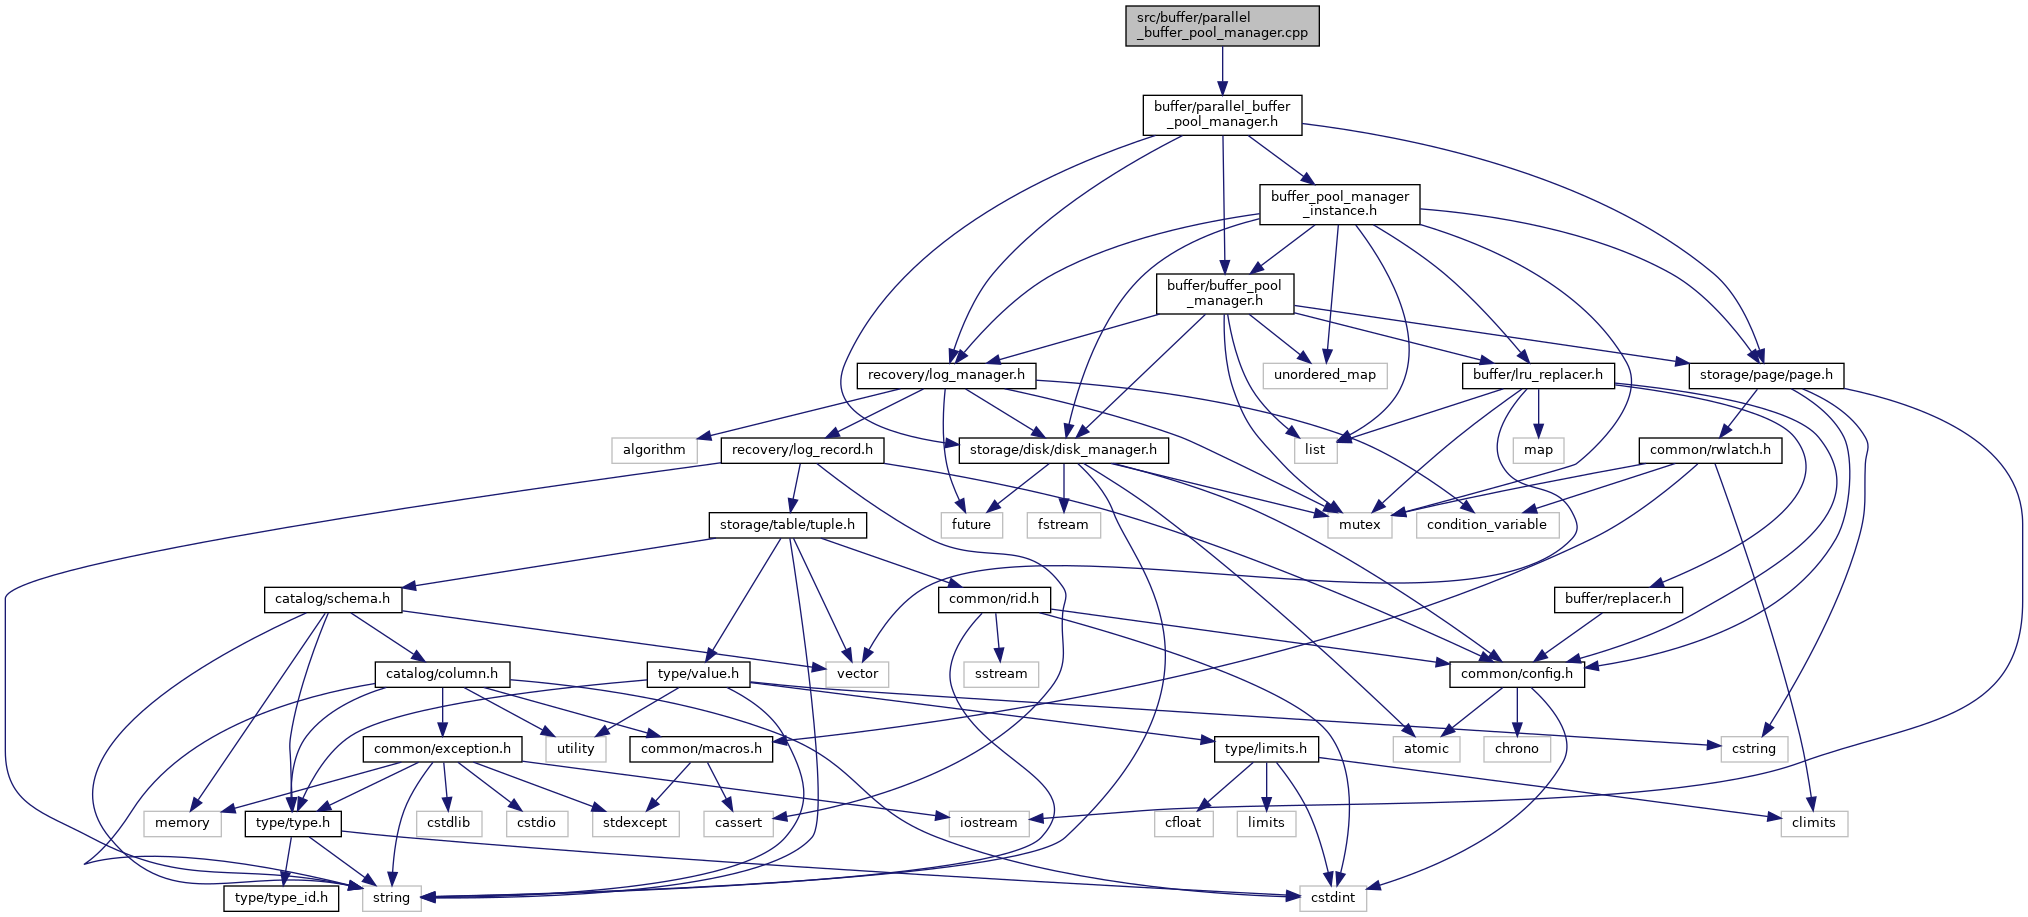 src/buffer/parallel
_buffer_pool_manager.cpp
buffer/parallel_buffer
_pool_manager.h
buffer_pool_manager
_instance.h
buffer/buffer_pool
_manager.h
recovery/log_manager.h
unordered_map
buffer/lru_replacer.h
storage/page/page.h
algorithm
recovery/log_record.h
storage/disk/disk_manager.h
list
map
common/rwlatch.h
storage/table/tuple.h
future
fstream
mutex
condition_variable
catalog/schema.h
common/rid.h
buffer/replacer.h
catalog/column.h
type/value.h
vector
sstream
common/config.h
common/exception.h
utility
common/macros.h
type/limits.h
atomic
chrono
cstring
memory
type/type.h
cstdlib
cstdio
stdexcept
cassert
iostream
cfloat
limits
climits
type/type_id.h
string
cstdint